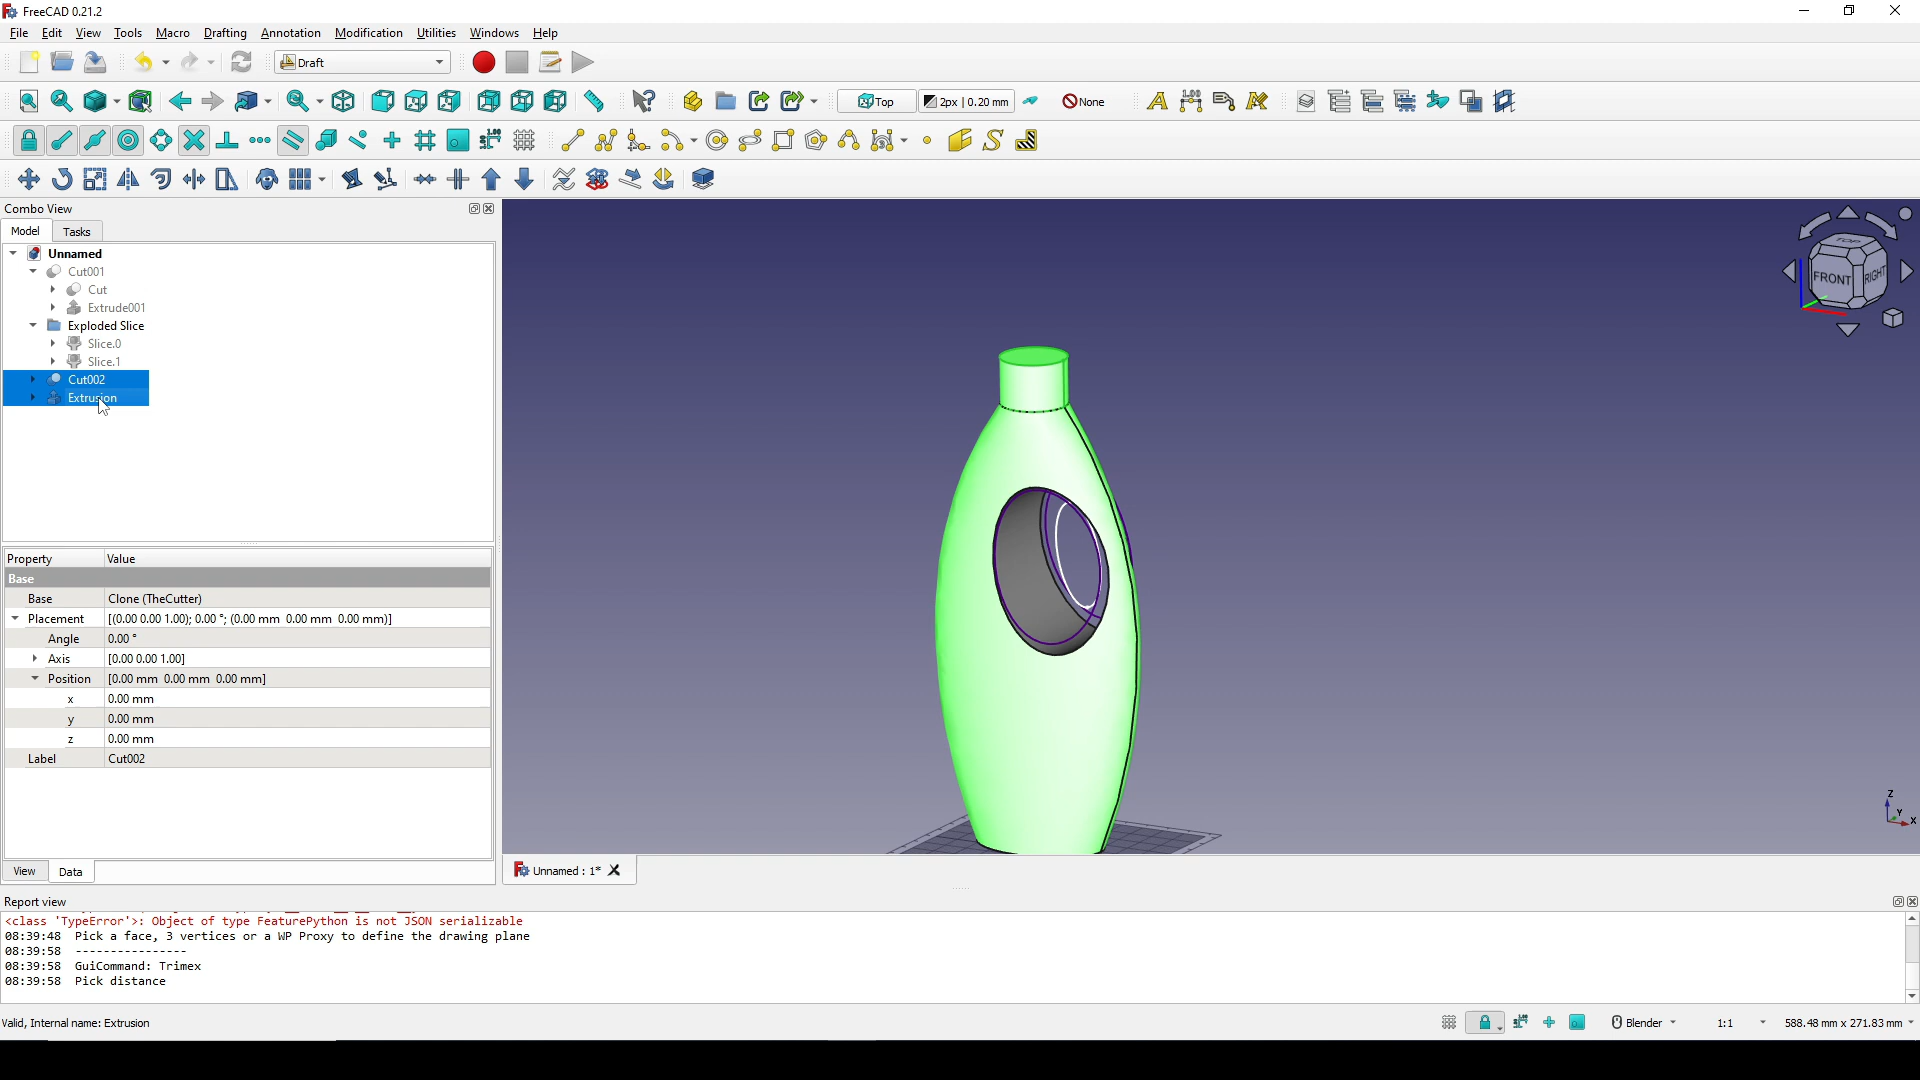 FreeCAD 0.21.2
File Edit View Tools Macro Drafting Annotation Modification Utilities Windows Help
Draft
Top 2px | 0.20 mm None
Combo View
Model Tasks
Unnamed
Cut001
Cut
Extrude001
Exploded Slice
Slice.0
Slice.1
Cut002
Extrusion
Property Value
Base
Base Clone (TheCutter)
Placement [(0.00 0.00 1.00); 0.00 °; (0.00 mm 0.00 mm 0.00 mm)]
Angle 0.00 °
Axis [0.00 0.00 1.00]
Position [0.00 mm 0.00 mm 0.00 mm]
x 0.00 mm
y 0.00 mm
z 0.00 mm
Label Cut002
View Data
TOP
FRONT RIGHT
Z
Y
X
Unnamed : 1*
Report view
<class 'TypeError'>: Object of type FeaturePython is not JSON serializable
08:39:48 Pick a face, 3 vertices or a WP Proxy to define the drawing plane
08:39:58 ----------------
08:39:58 GuiCommand: Trimex
08:39:58 Pick distance
Valid, Internal name: Extrusion
Blender 1:1 588.48 mm x 271.83 mm